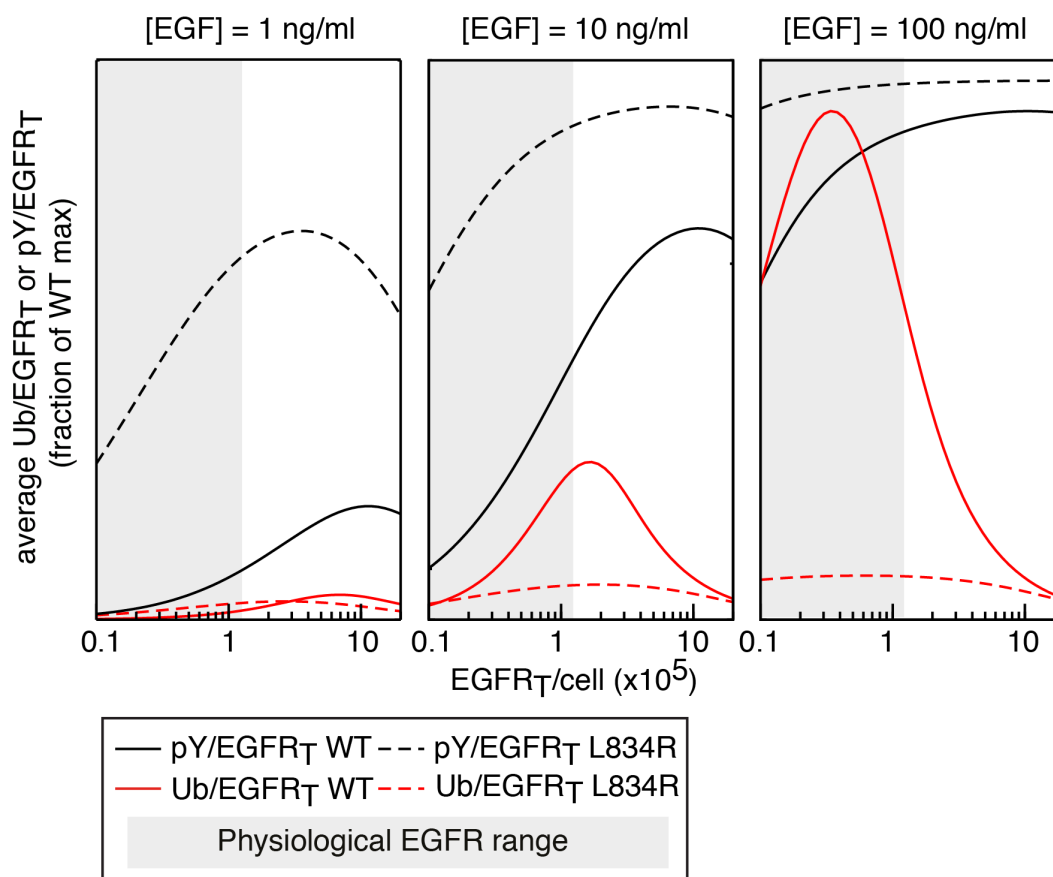 [EGF] = 1 ng/ml [EGF] = 10 ng/ml [EGF] = 100 ng/ml
average Ub/EGFRT or pY/EGFRT
(fraction of WT max)
0.1 1 10 0.1 1 10 0.1 1 10
EGFRT/cell (x10⁵)
pY/EGFRT WT pY/EGFRT L834R
Ub/EGFRT WT Ub/EGFRT L834R
Physiological EGFR range